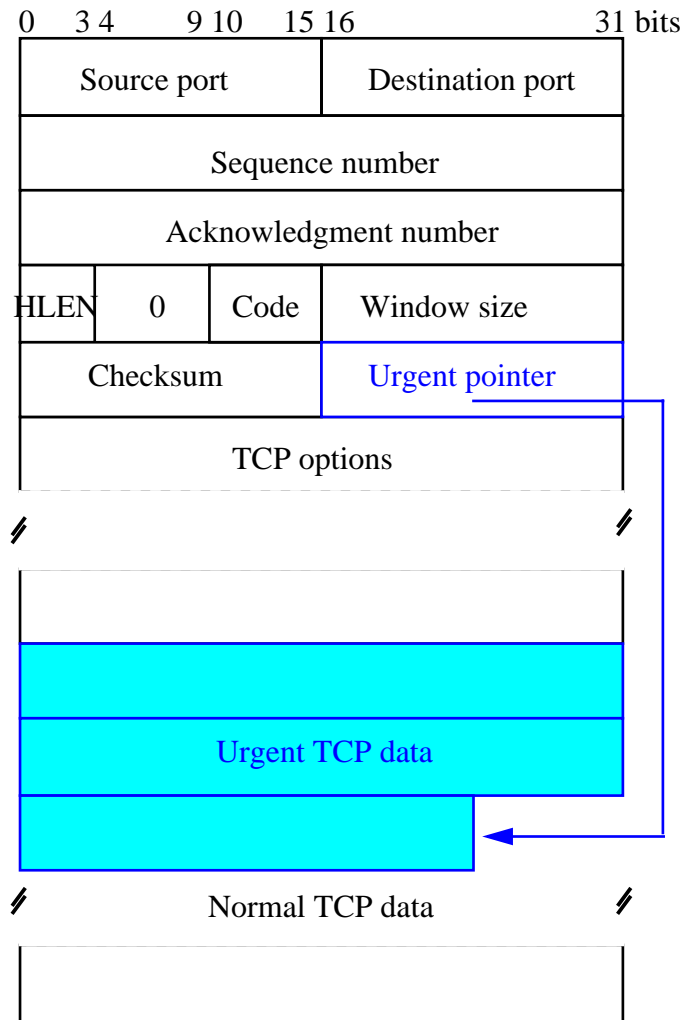 0 3 4 9 10 15 16 31 bits
Source port Destination port
Sequence number
Acknowledgment number
HLEN 0 Code Window size
Checksum Urgent pointer
TCP options
Urgent TCP data
Normal TCP data